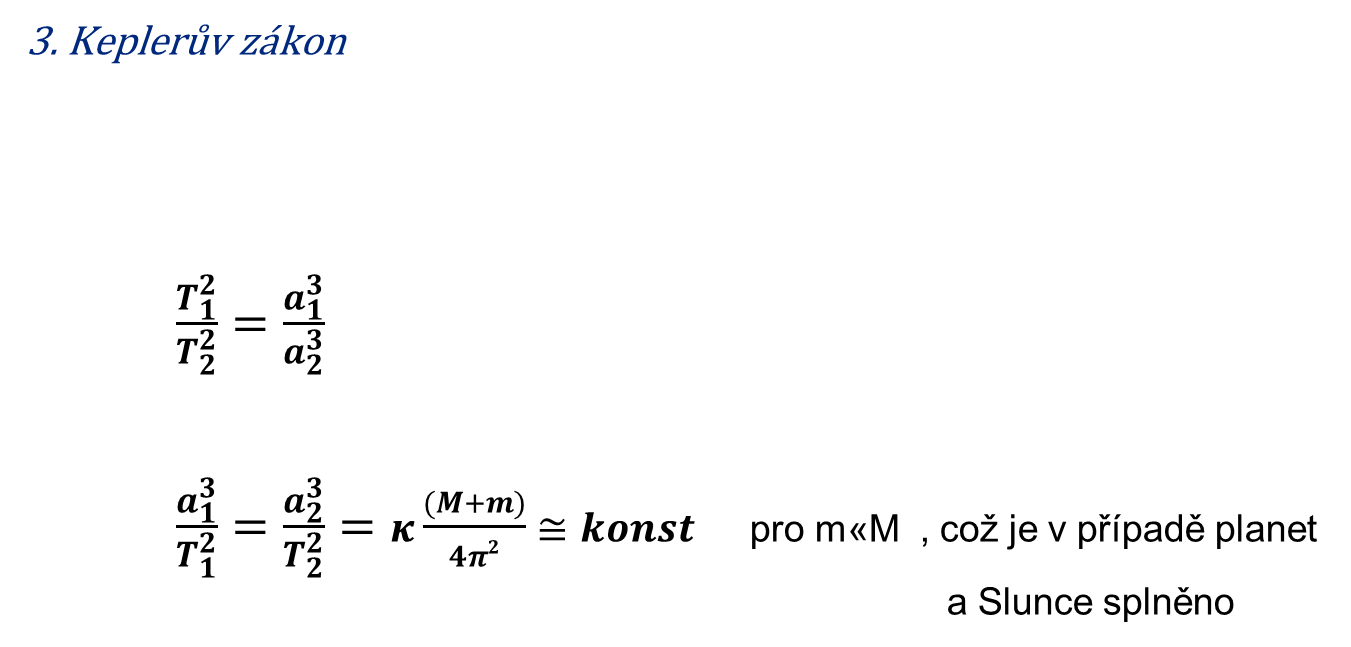 3. Keplerův zákon
T₁²/T₂² = a₁³/a₂³
a₁³/T₁² = a₂³/T₂² = κ (M+m)/4π² ≅ konst pro m«M , což je v případě planet
a Slunce splněno